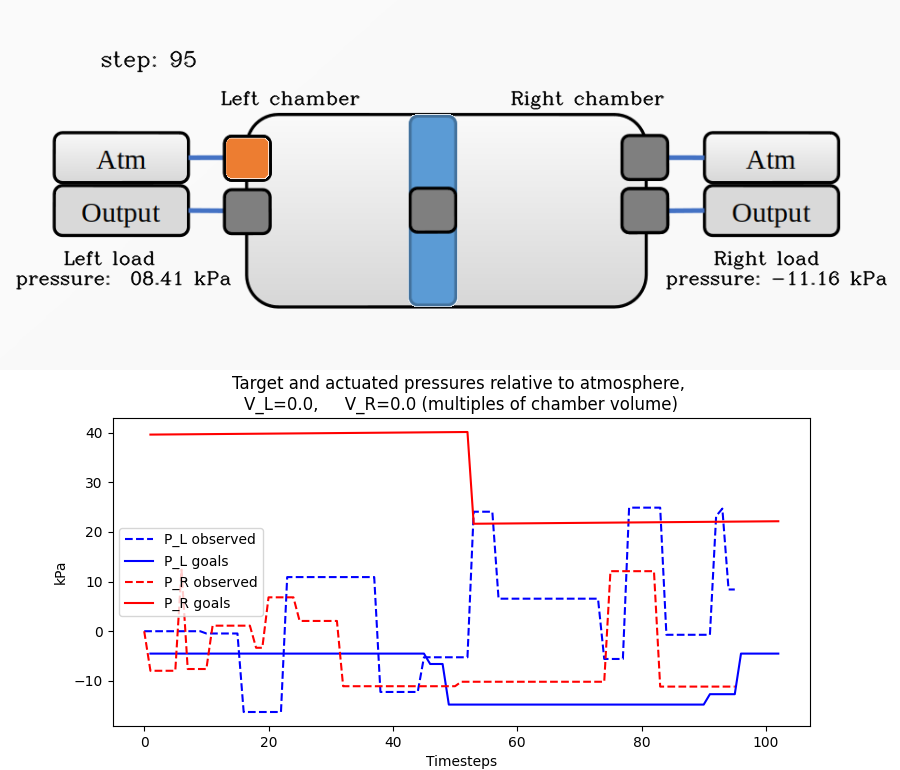 step: 95
Left chamber
Right chamber
Atm
Atm
Output
Output
Left load
pressure: 08.41 kPa
Right load
pressure: −11.16 kPa
Target and actuated pressures relative to atmosphere,
V_L=0.0, V_R=0.0 (multiples of chamber volume)
40
30
20
10
0
−10
kPa
P_L observed
P_L goals
P_R observed
P_R goals
0
20
40
60
80
100
Timesteps